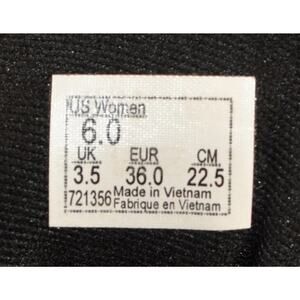 US Women
6.0
UK EUR CM
3.5 36.0 22.5
721356 Made in Vietnam
Fabrique en Vietnam